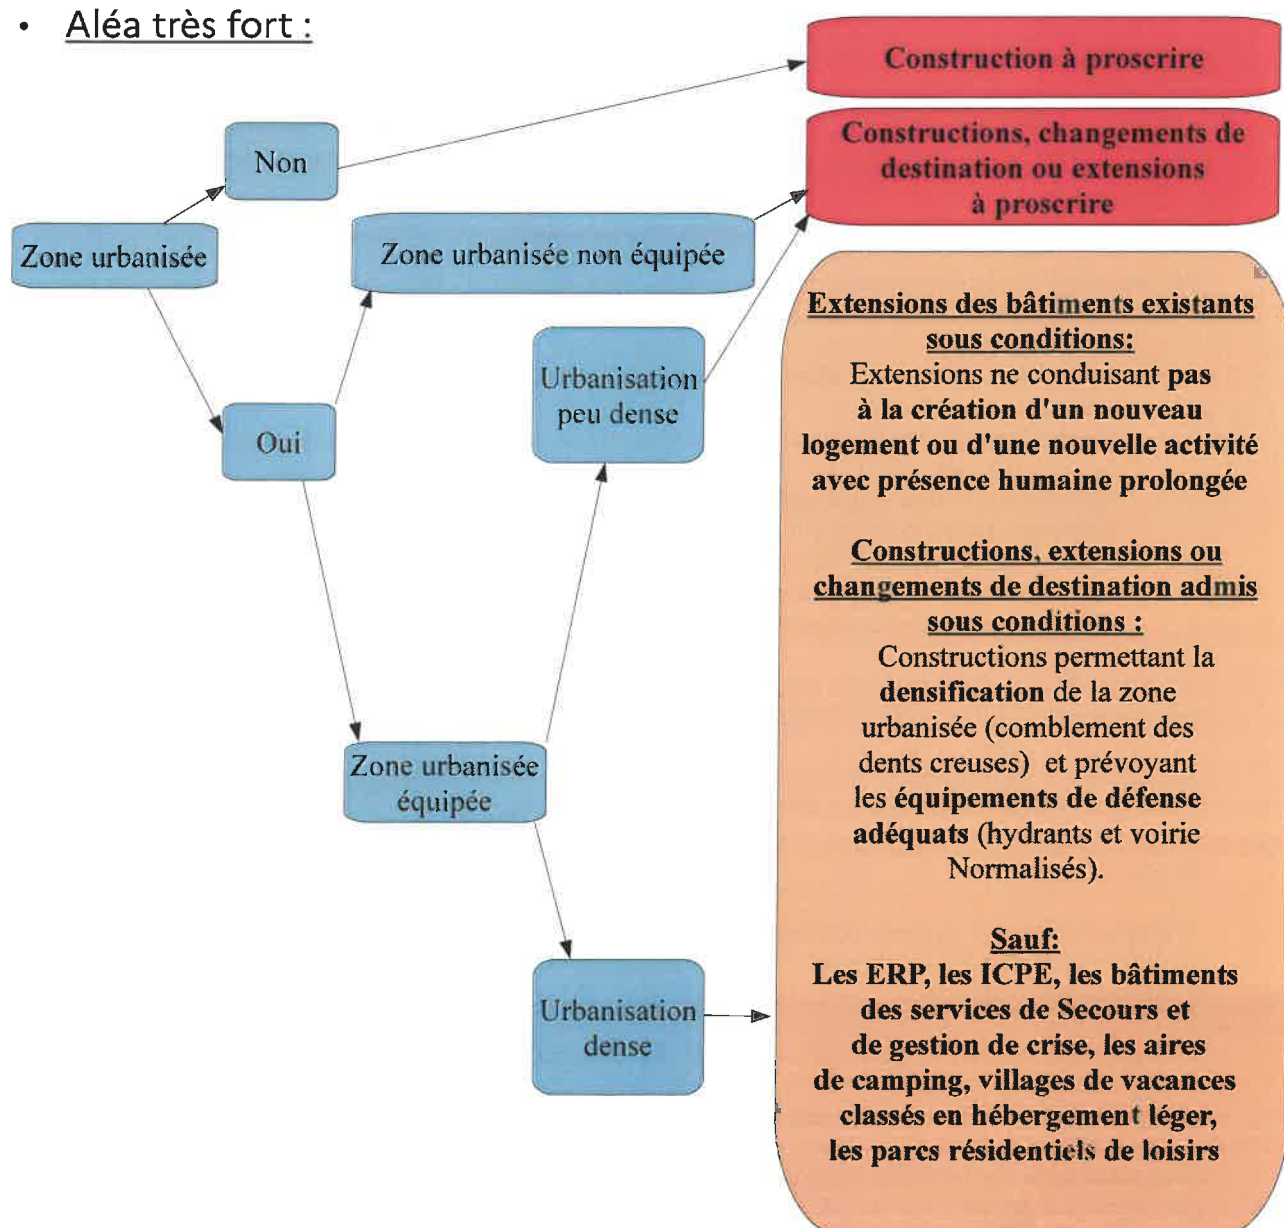 • Aléa très fort :
Construction à proscrire
Non
Constructions, changements de
destination ou extensions
à proscrire
Zone urbanisée
Zone urbanisée non équipée
Oui
Urbanisation
peu dense
Zone urbanisée
équipée
Urbanisation
dense
Extensions des bâtiments existants
sous conditions:
Extensions ne conduisant pas
à la création d'un nouveau
logement ou d'une nouvelle activité
avec présence humaine prolongée
Constructions, extensions ou
changements de destination admis
sous conditions :
Constructions permettant la
densification de la zone
urbanisée (comblement des
dents creuses) et prévoyant
les équipements de défense
adéquats (hydrants et voirie
Normalisés).
Sauf:
Les ERP, les ICPE, les bâtiments
des services de Secours et
de gestion de crise, les aires
de camping, villages de vacances
classés en hébergement léger,
les parcs résidentiels de loisirs